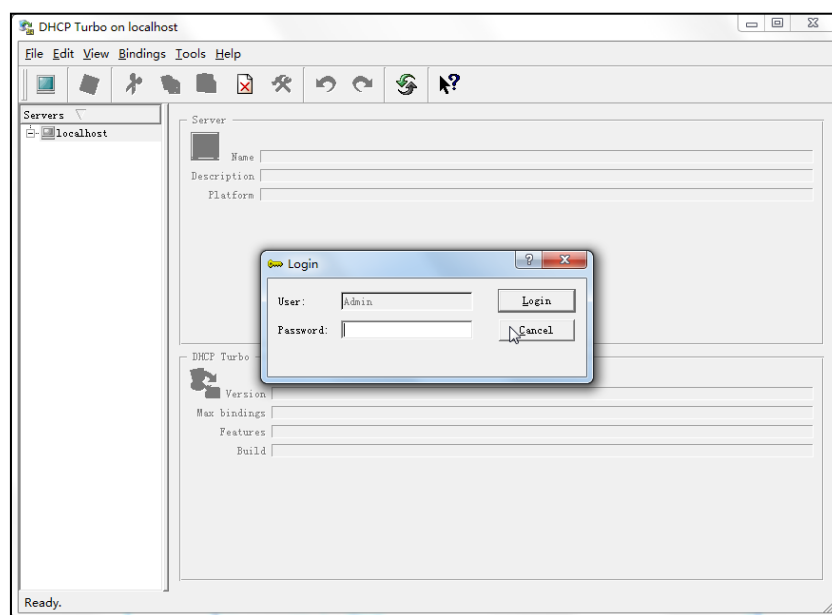 DHCP Turbo on localhost
File Edit View Bindings Tools Help
Servers
localhost
Server
Name
Description
Platform
Login
User: Admin Login
Password: Cancel
DHCP Turbo
Version
Max bindings
Features
Build
Ready.